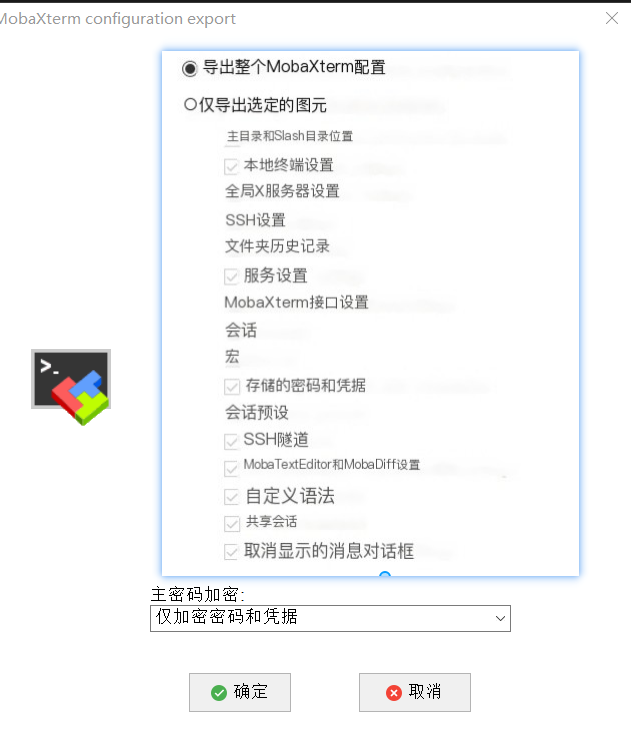 MobaXterm configuration export
导出整个MobaXterm配置
仅导出选定的图元
主目录和Slash目录位置
本地终端设置
全局X服务器设置
SSH设置
文件夹历史记录
服务设置
MobaXterm接口设置
会话
宏
存储的密码和凭据
会话预设
SSH隧道
MobaTextEditor和MobaDiff设置
自定义语法
共享会话
取消显示的消息对话框
主密码加密:
仅加密密码和凭据
>_
确定
取消